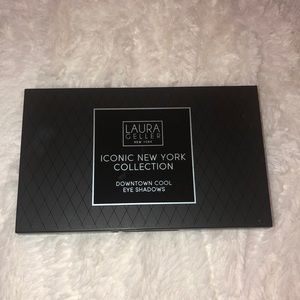 LAURA
GELLER
NEW YORK
ICONIC NEW YORK
COLLECTION
DOWNTOWN COOL
EYE SHADOWS